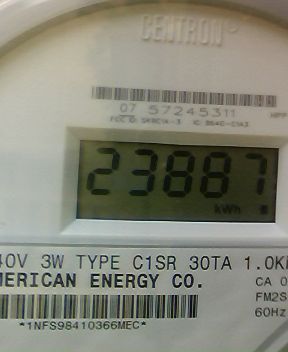 CENTRON
07 57245311
23887
kWh
40V 3W TYPE C1SR 30TA 1.0K
MERICAN ENERGY CO.
CA 0
FM2S
60Hz
*1NFS98410366MEC*